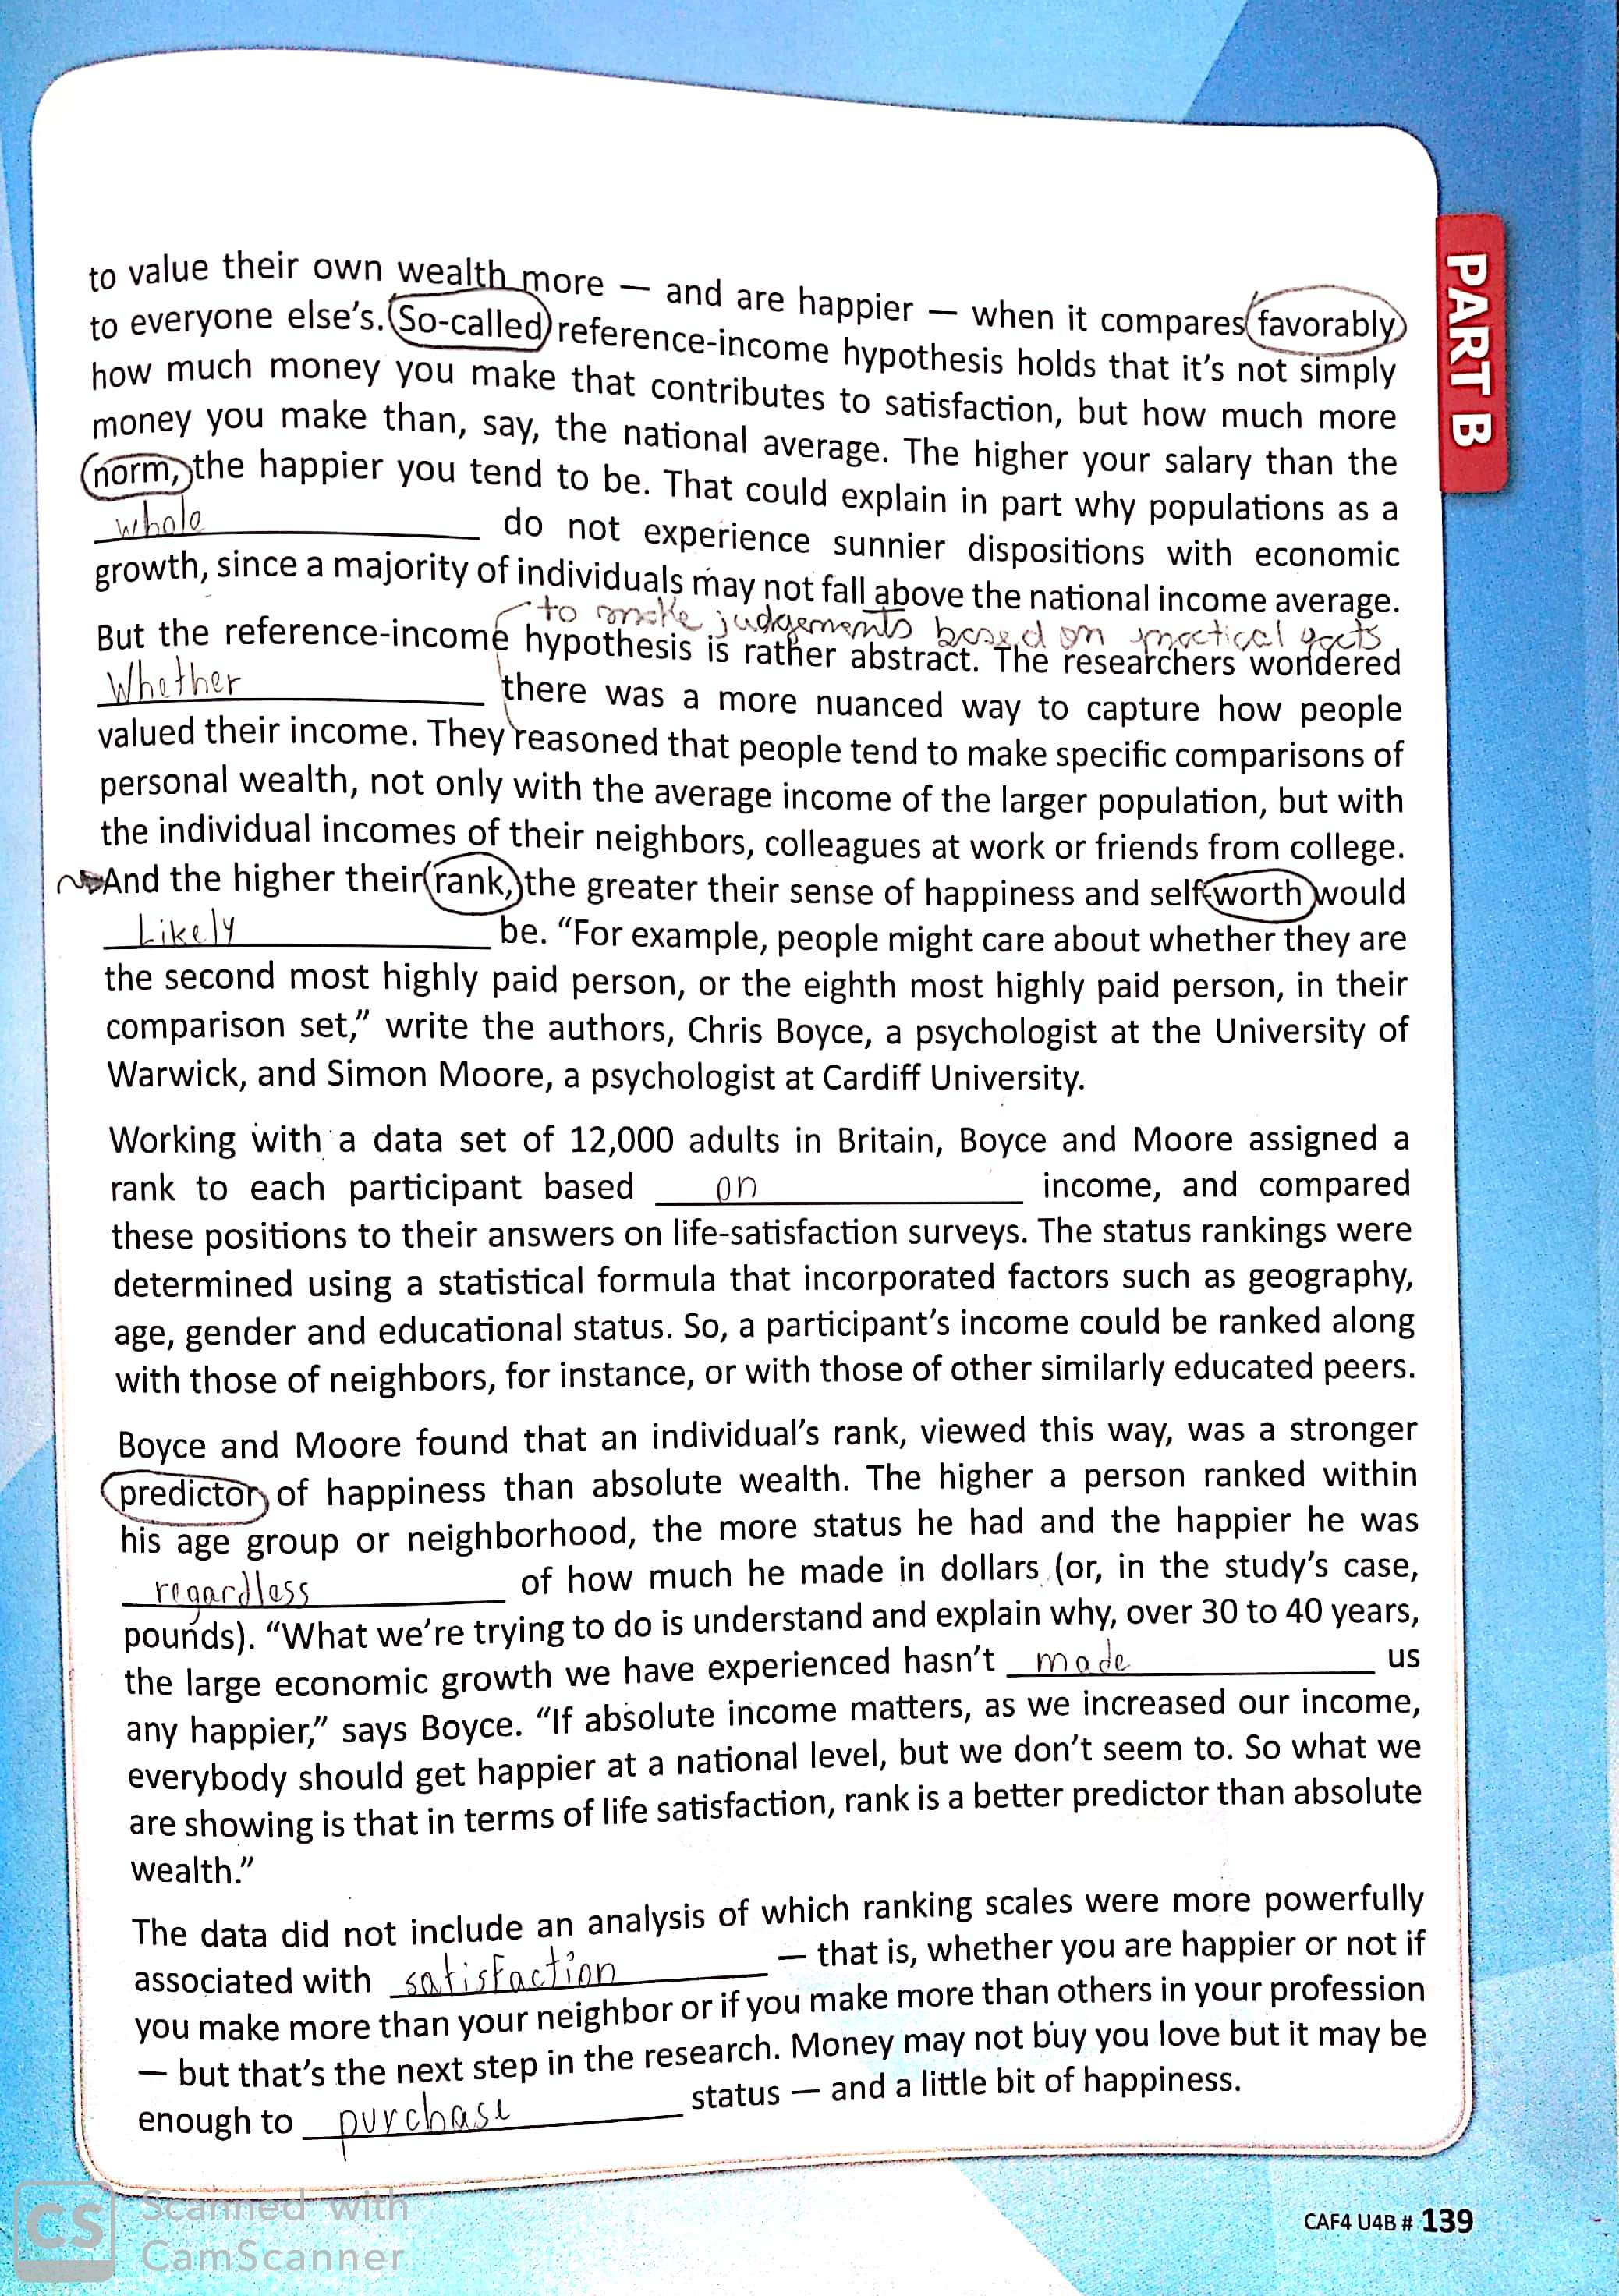 to value their own wealth more — and are happier — when it compares favorably
to everyone else's. So-called reference-income hypothesis holds that it's not simply
how much money you make that contributes to satisfaction, but how much more
money you make than, say, the national average. The higher your salary than the
norm, the happier you tend to be. That could explain in part why populations as a
whole do not experience sunnier dispositions with economic
growth, since a majority of individuals may not fall above the national income average.
to make judgements based on practical facts
But the reference-income hypothesis is rather abstract. The researchers wondered
Whether there was a more nuanced way to capture how people
valued their income. They reasoned that people tend to make specific comparisons of
personal wealth, not only with the average income of the larger population, but with
the individual incomes of their neighbors, colleagues at work or friends from college.
And the higher their rank, the greater their sense of happiness and self-worth would
Likely be. “For example, people might care about whether they are
the second most highly paid person, or the eighth most highly paid person, in their
comparison set,” write the authors, Chris Boyce, a psychologist at the University of
Warwick, and Simon Moore, a psychologist at Cardiff University.
Working with a data set of 12,000 adults in Britain, Boyce and Moore assigned a
rank to each participant based on income, and compared
these positions to their answers on life-satisfaction surveys. The status rankings were
determined using a statistical formula that incorporated factors such as geography,
age, gender and educational status. So, a participant's income could be ranked along
with those of neighbors, for instance, or with those of other similarly educated peers.
Boyce and Moore found that an individual's rank, viewed this way, was a stronger
predictor of happiness than absolute wealth. The higher a person ranked within
his age group or neighborhood, the more status he had and the happier he was
regardless of how much he made in dollars (or, in the study's case,
pounds). “What we're trying to do is understand and explain why, over 30 to 40 years,
the large economic growth we have experienced hasn't made us
any happier,” says Boyce. “If absolute income matters, as we increased our income,
everybody should get happier at a national level, but we don't seem to. So what we
are showing is that in terms of life satisfaction, rank is a better predictor than absolute
wealth.”
The data did not include an analysis of which ranking scales were more powerfully
associated with satisfaction — that is, whether you are happier or not if
you make more than your neighbor or if you make more than others in your profession
— but that's the next step in the research. Money may not buy you love but it may be
enough to purchase status — and a little bit of happiness.
PART B
CAF4 U4B # 139
CS Scanned with
CamScanner